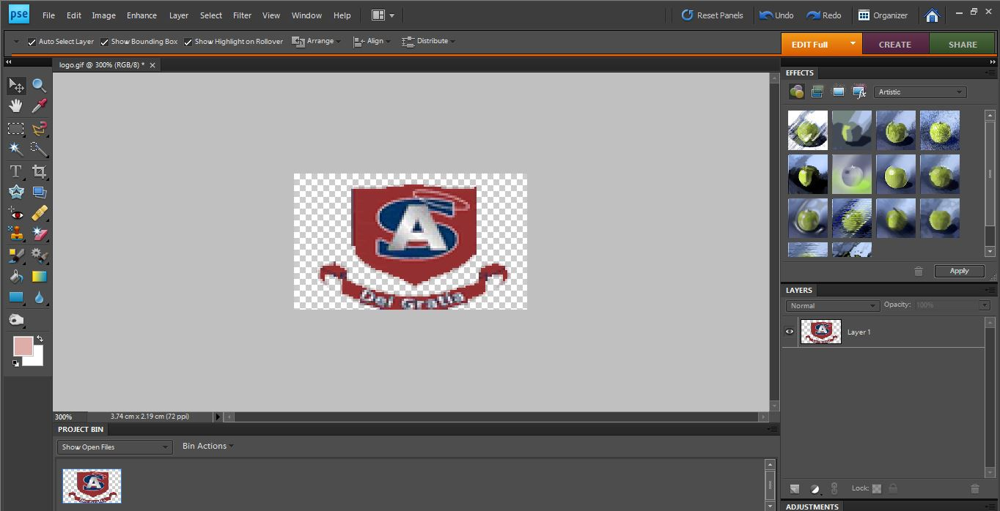 pse File Edit Image Enhance Layer Select Filter View Window Help Reset Panels Undo Redo Organizer
Auto Select Layer Show Bounding Box Show Highlight on Rollover Arrange Align Distribute EDIT Full CREATE SHARE
logo.gif @ 300% (RGB/8) *
EFFECTS
Artistic
A S
Dei Gratia
Apply
LAYERS
Normal Opacity: 100%
Layer 1
300% 3.74 cm x 2.19 cm (72 ppi)
PROJECT BIN
Show Open Files Bin Actions
Lock:
ADJUSTMENTS